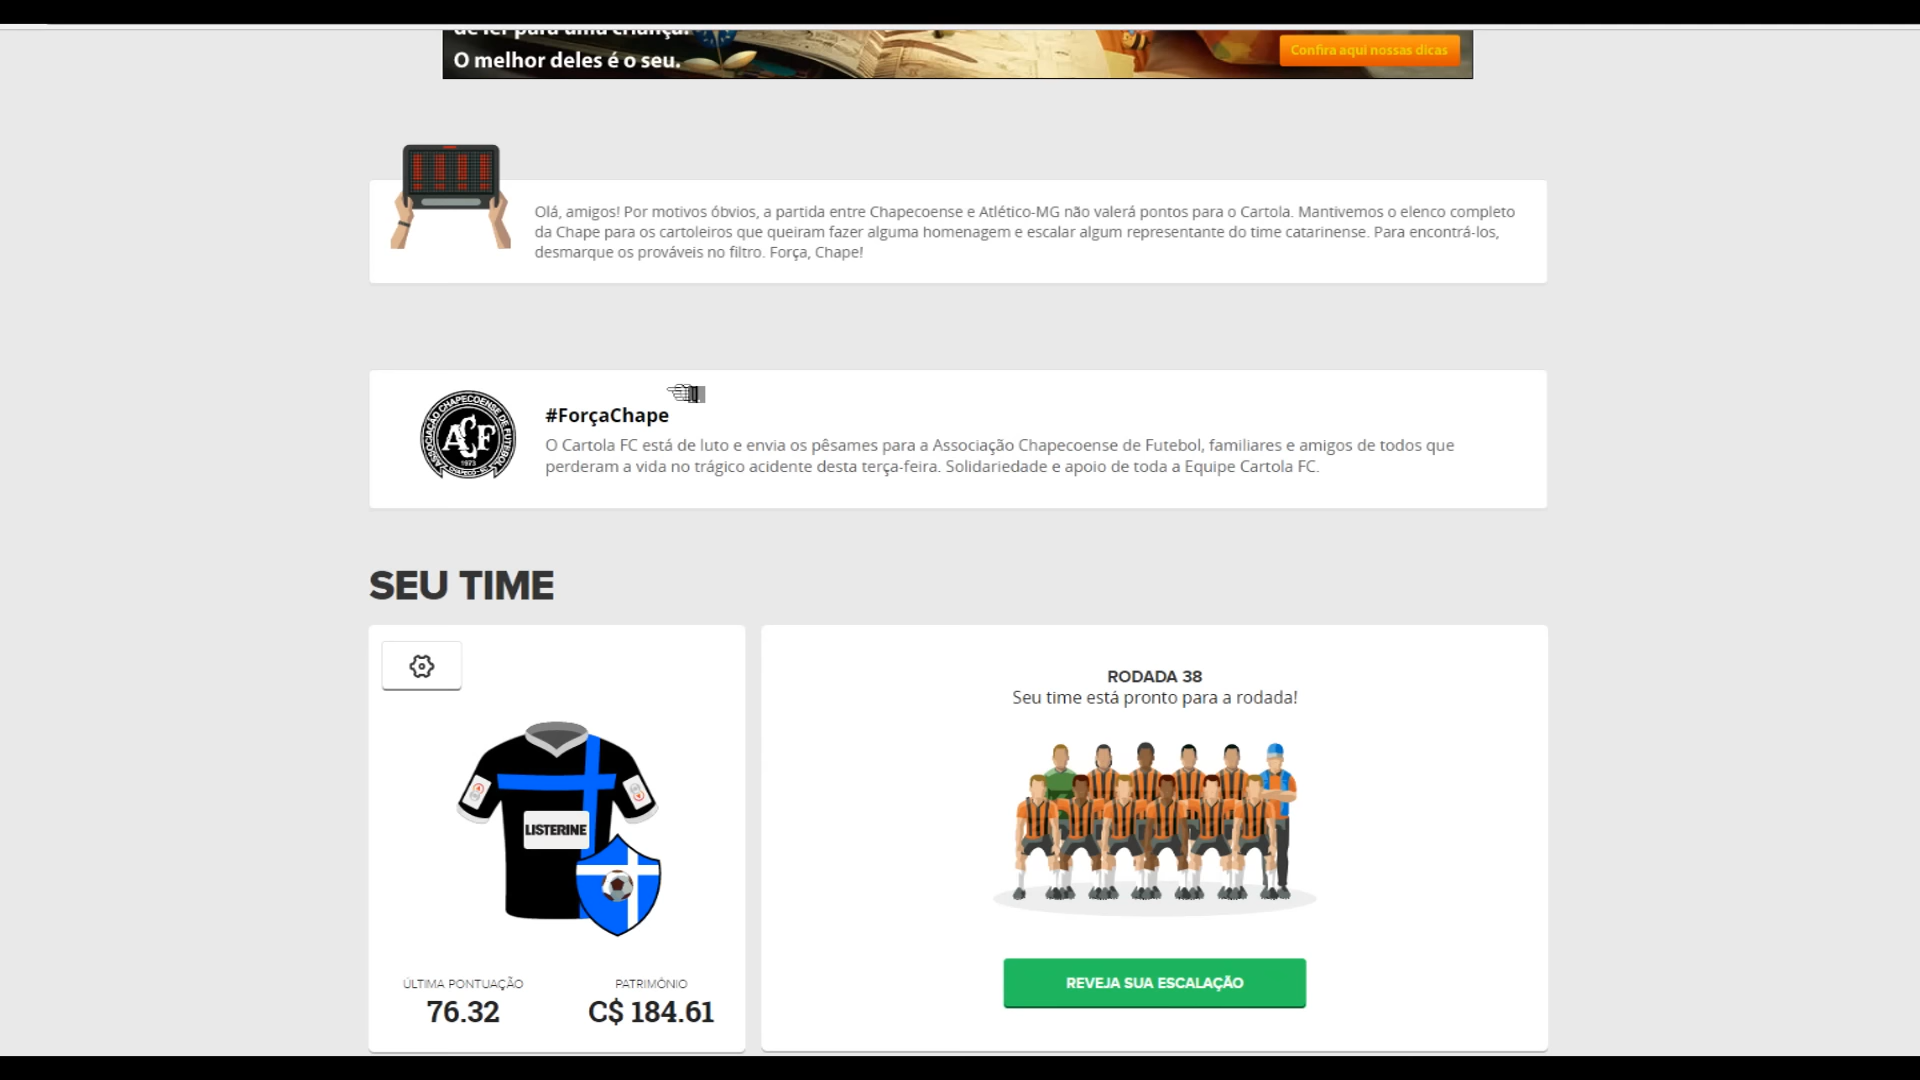 O melhor deles é o seu.
Confira aqui nossas dicas
Olá, amigos! Por motivos óbvios, a partida entre Chapecoense e Atlético-MG não valerá pontos para o Cartola. Mantivemos o elenco completo
da Chape para os cartoleiros que queiram fazer alguma homenagem e escalar algum representante do time catarinense. Para encontrá-los,
desmarque os prováveis no filtro. Força, Chape!
ASSOCIAÇÃO CHAPECOENSE DE FUTEBOL
ACF
1973
#ForçaChape
O Cartola FC está de luto e envia os pêsames para a Associação Chapecoense de Futebol, familiares e amigos de todos que
perderam a vida no trágico acidente desta terça-feira. Solidariedade e apoio de toda a Equipe Cartola FC.
SEU TIME
RODADA 38
Seu time está pronto para a rodada!
LISTERINE
ÚLTIMA PONTUAÇÃO
76.32
PATRIMÔNIO
C$ 184.61
REVEJA SUA ESCALAÇÃO